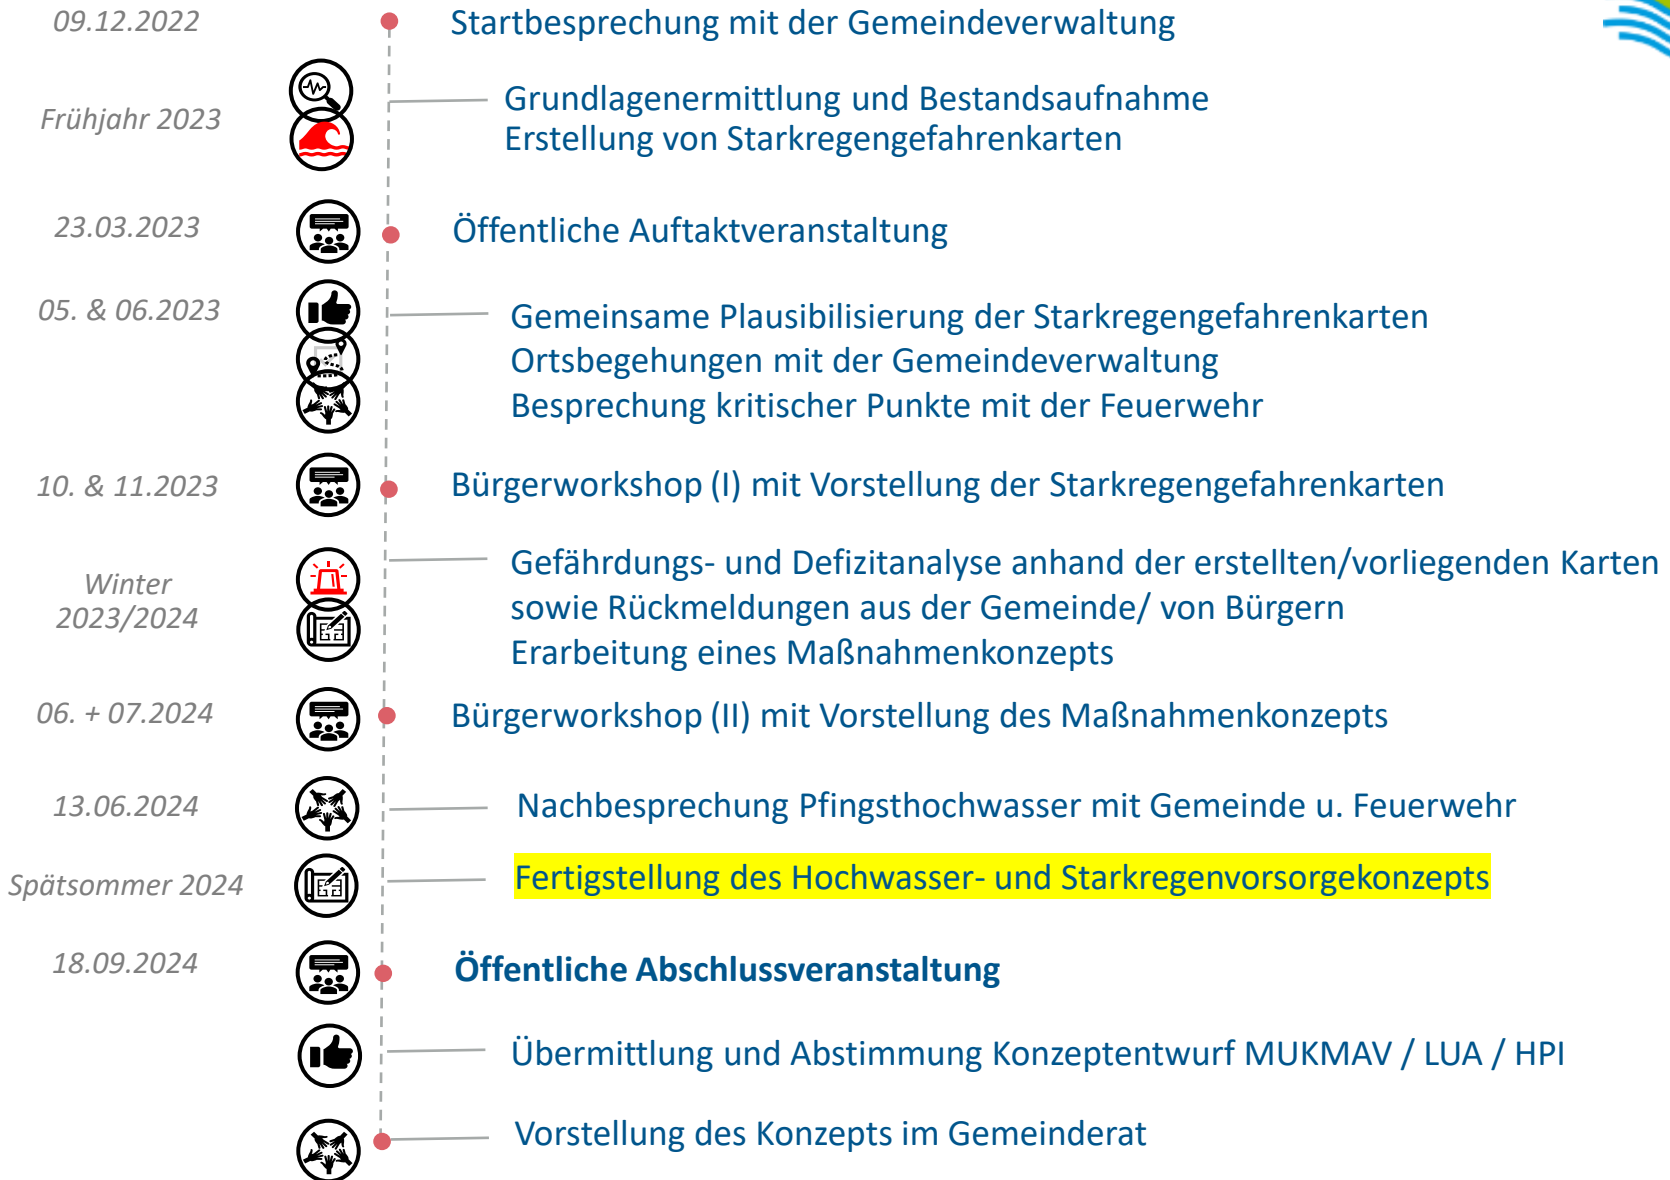 09.12.2022
Startbesprechung mit der Gemeindeverwaltung
Frühjahr 2023
Grundlagenermittlung und Bestandsaufnahme
Erstellung von Starkregengefahrenkarten
23.03.2023
Öffentliche Auftaktveranstaltung
05. & 06.2023
Gemeinsame Plausibilisierung der Starkregengefahrenkarten
Ortsbegehungen mit der Gemeindeverwaltung
Besprechung kritischer Punkte mit der Feuerwehr
10. & 11.2023
Bürgerworkshop (I) mit Vorstellung der Starkregengefahrenkarten
Winter
2023/2024
Gefährdungs- und Defizitanalyse anhand der erstellten/vorliegenden Karten
sowie Rückmeldungen aus der Gemeinde/ von Bürgern
Erarbeitung eines Maßnahmenkonzepts
06. + 07.2024
Bürgerworkshop (II) mit Vorstellung des Maßnahmenkonzepts
13.06.2024
Nachbesprechung Pfingsthochwasser mit Gemeinde u. Feuerwehr
Spätsommer 2024
Fertigstellung des Hochwasser- und Starkregenvorsorgekonzepts
18.09.2024
Öffentliche Abschlussveranstaltung
Übermittlung und Abstimmung Konzeptentwurf MUKMAV / LUA / HPI
Vorstellung des Konzepts im Gemeinderat